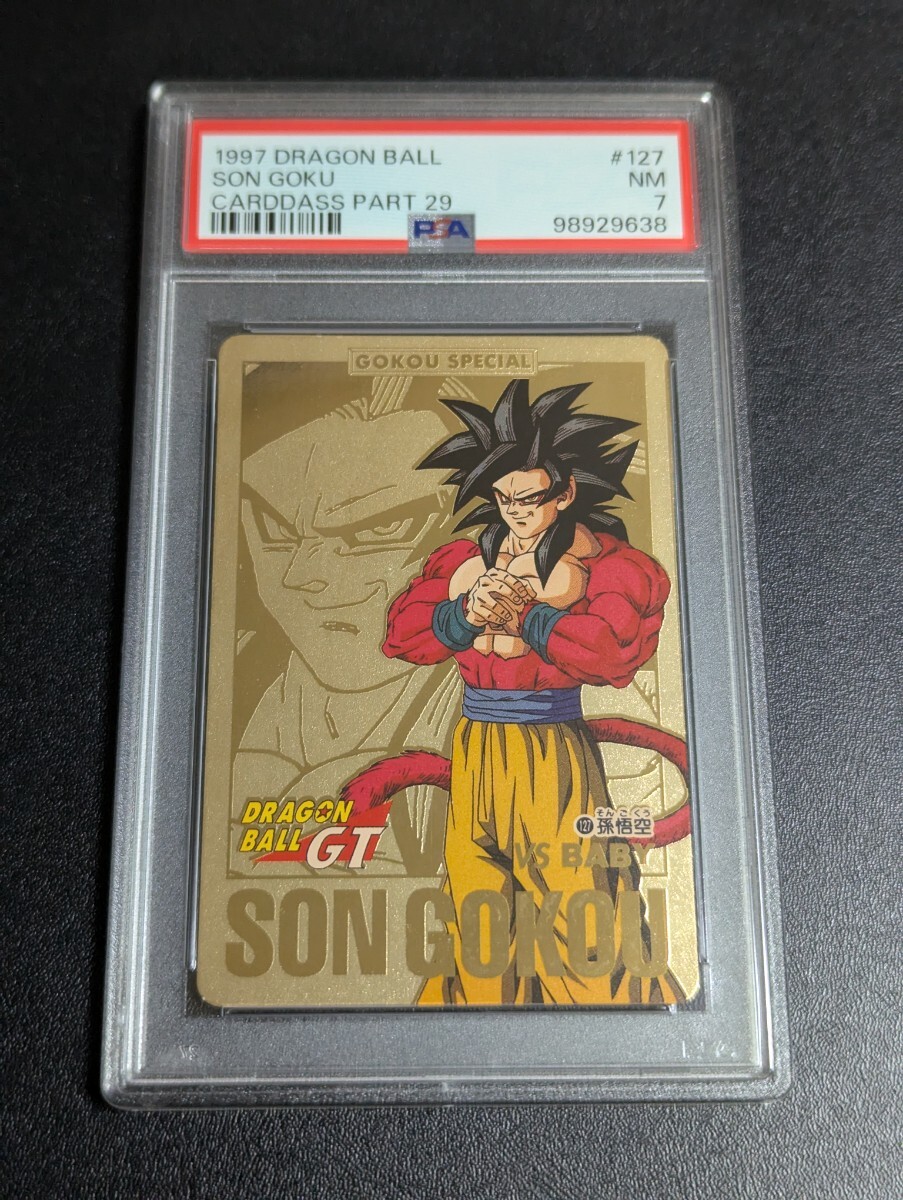 1997 DRAGON BALL #127
SON GOKU NM
CARDDASS PART 29 7
PSA 98929638
GOKOU SPECIAL
DRAGON
BALL GT
そんごくう
127 孫悟空
VS BABY
SON GOKOU